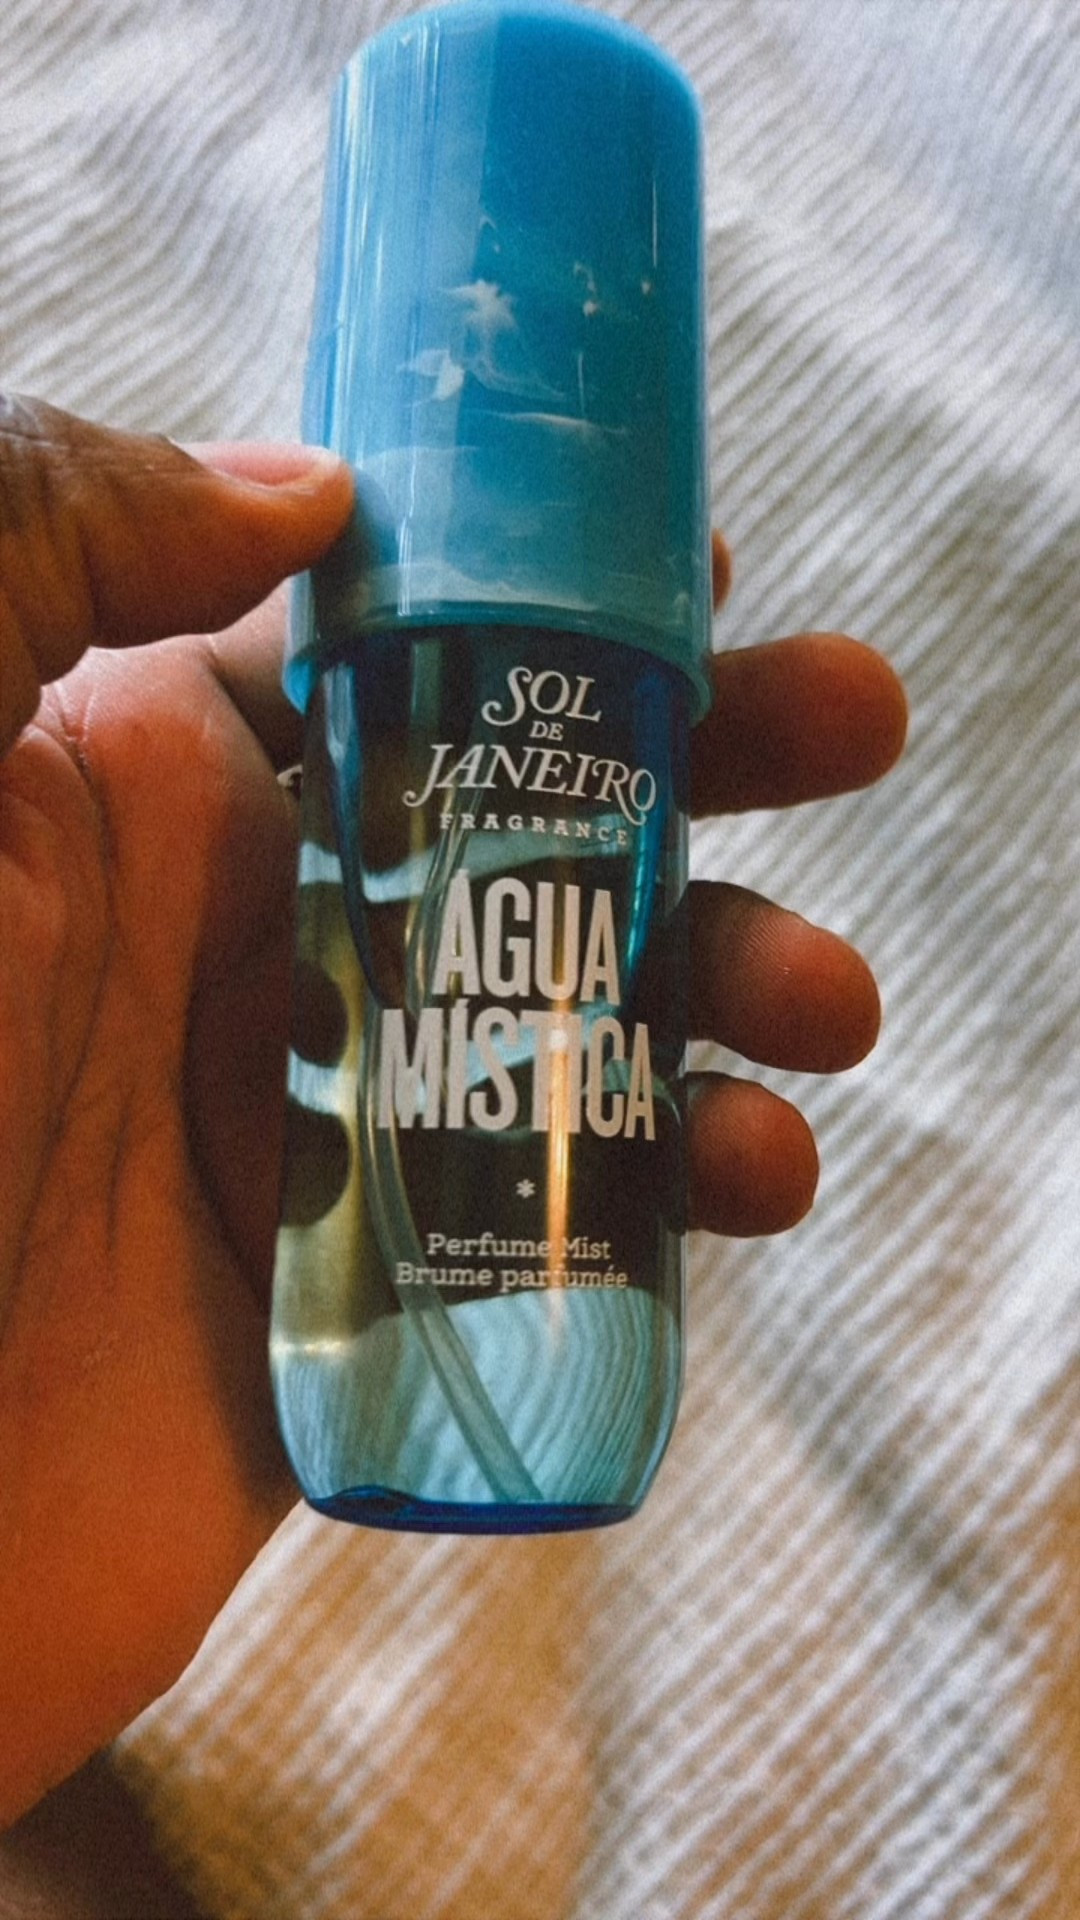 SOL
DE
JANEIRO
FRAGRANCE
ÁGUA
MÍSTICA
*
Perfume Mist
Brume parfumée